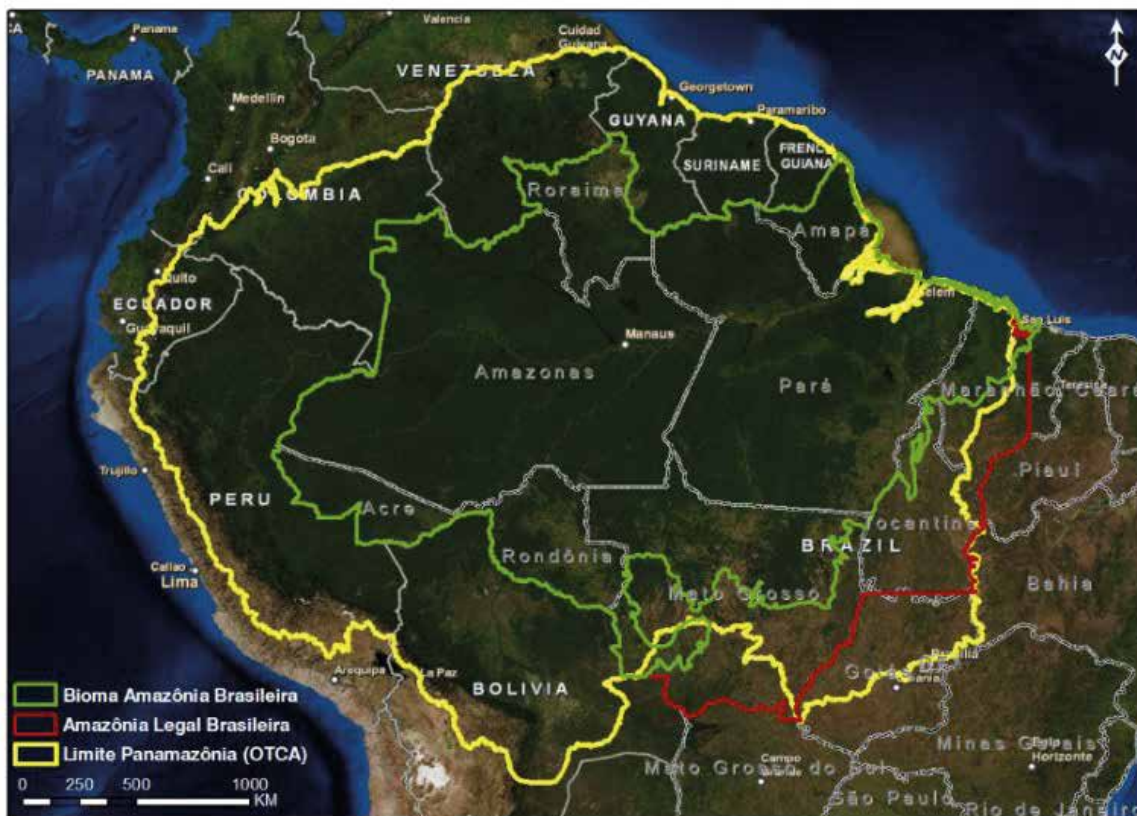 CA
Panama
PANAMA
Valencia
Cuidad
Guayana
VENEZUELA
N
Medellin
Georgetown
Paramaribo
GUYANA
Bogota
SURINAME
FRENCH
GUIANA
Cali
COLOMBIA
Roraima
Amapá
Quito
ECUADOR
Guayaquil
Belem
Sao Luis
Manaus
Amazonas
Pará
Maranhão
Ceará
Teresina
Trujillo
PERU
Acre
Piauí
Tocantins
BRAZIL
Rondônia
Callao
Lima
Mato Grosso
Bahia
Arequipa
La Paz
BOLIVIA
Brasilia
Goiás
Goiania
Bioma Amazônia Brasileira
Amazônia Legal Brasileira
Limite Panamazônia (OTCA)
0 250 500 1000
KM
Minas Gerais
Belo
Horizonte
Campo
Mato Grosso do Sul
São Paulo
Rio de Janeiro